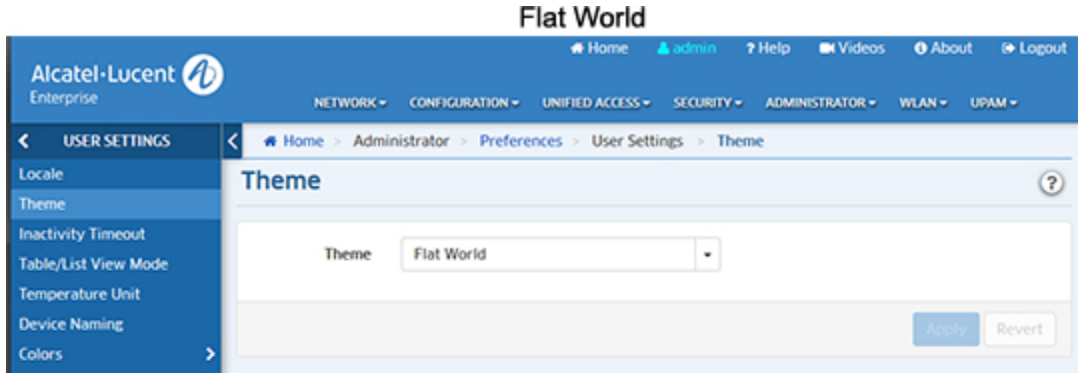 Flat World
Home admin ? Help Videos About Logout
Alcatel·Lucent
Enterprise
NETWORK CONFIGURATION UNIFIED ACCESS SECURITY ADMINISTRATOR WLAN UPAM
USER SETTINGS
Home > Administrator > Preferences > User Settings > Theme
Locale
Theme
Inactivity Timeout
Table/List View Mode
Temperature Unit
Device Naming
Colors
Theme
?
Theme Flat World
Apply Revert